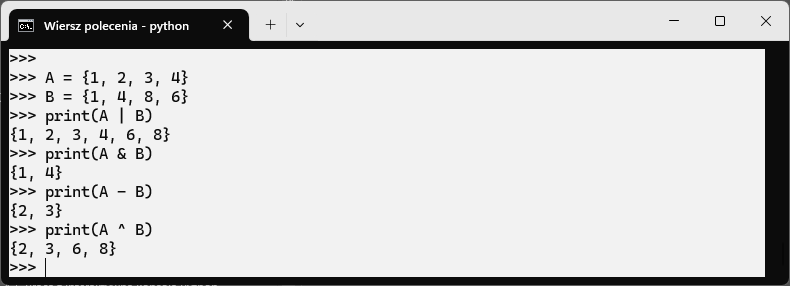 Wiersz polecenia - python
>>>
>>> A = {1, 2, 3, 4}
>>> B = {1, 4, 8, 6}
>>> print(A | B)
{1, 2, 3, 4, 6, 8}
>>> print(A & B)
{1, 4}
>>> print(A - B)
{2, 3}
>>> print(A ^ B)
{2, 3, 6, 8}
>>>